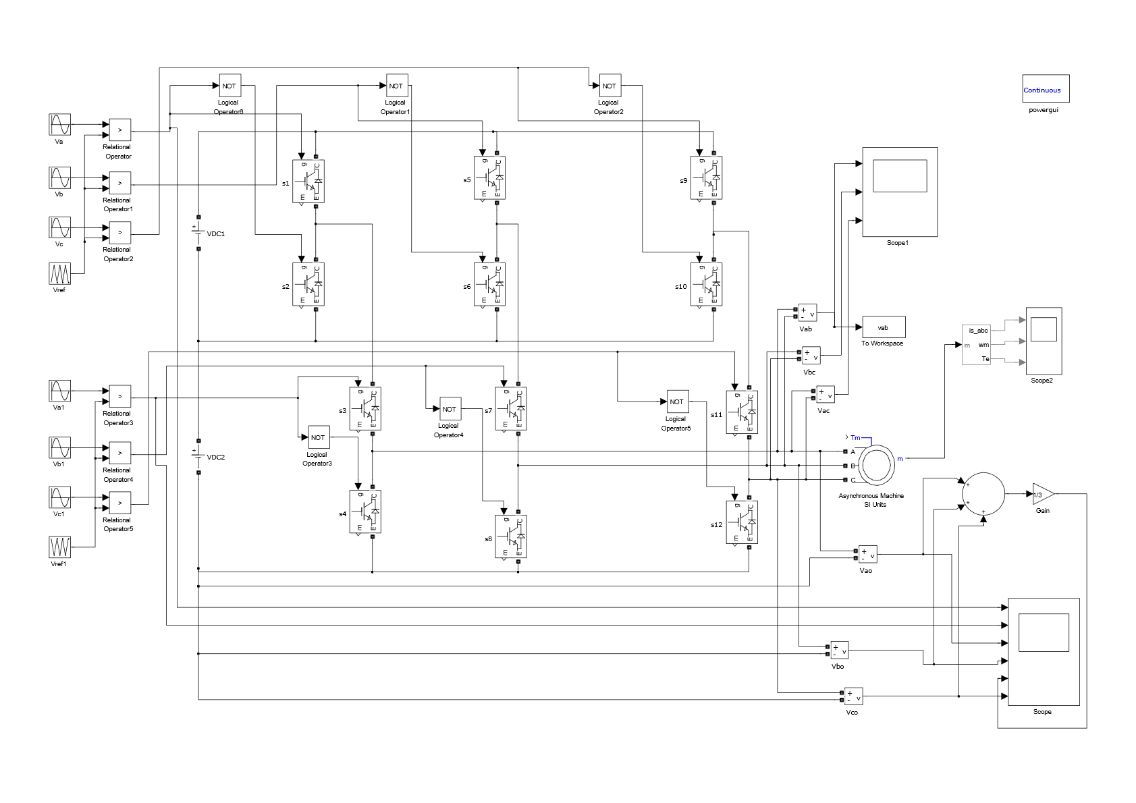 NOT
Logical
Operator6
NOT
Logical
Operator1
NOT
Logical
Operator2
Continuous
powergui
Va
>
Relational
Operator
Vb
>
Relational
Operator1
Vc
>
Relational
Operator2
Vref
g
C
E
s1
g
C
E
s5
g
C
E
s9
+
VDC1
g
C
E
s2
g
C
E
s6
g
C
E
s10
Scope1
+
-
v
Vab
vab
To Workspace
+
-
v
Vbc
+
-
v
Vac
m
is_abc
wm
Te
Scope2
Va1
>
Relational
Operator3
Vb1
>
Relational
Operator4
Vc1
>
Relational
Operator5
Vref1
+
VDC2
NOT
Logical
Operator3
g
C
E
s3
NOT
Logical
Operator4
g
C
E
s7
NOT
Logical
Operator5
g
C
E
s11
g
C
E
s4
g
C
E
s8
g
C
E
s12
Tm
A
B
C
m
Asynchronous Machine
SI Units
+
+
+
1/3
Gain
+
-
v
Vao
+
-
v
Vbo
+
-
v
Vco
Scope